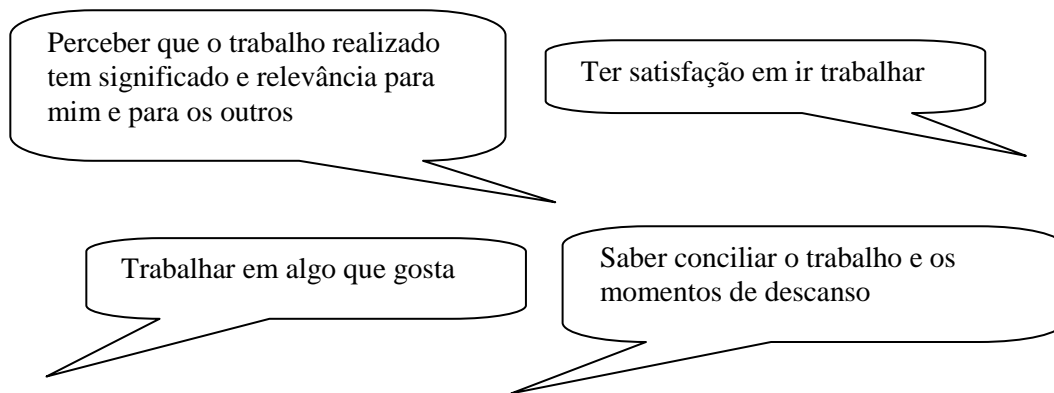 Perceber que o trabalho realizado
tem significado e relevância para
mim e para os outros
Ter satisfação em ir trabalhar
Trabalhar em algo que gosta
Saber conciliar o trabalho e os
momentos de descanso